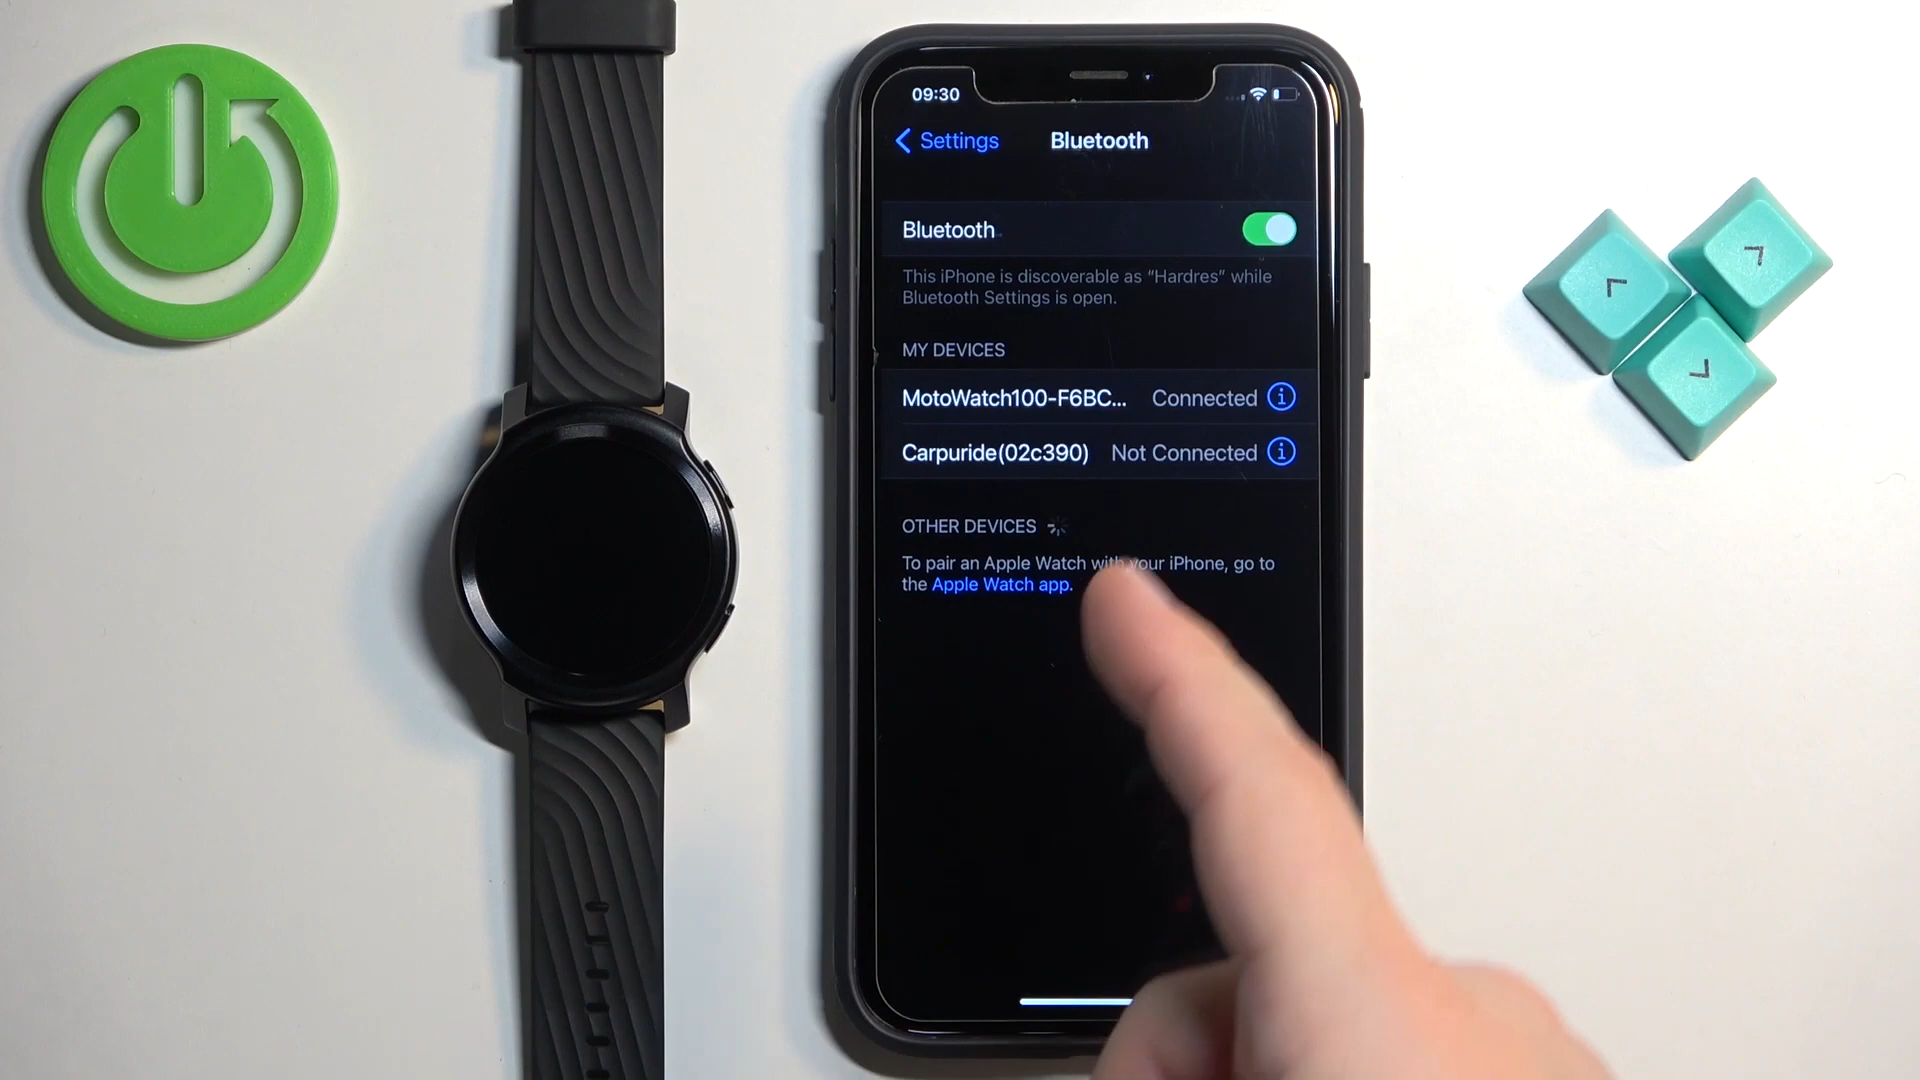 09:30
Settings
Bluetooth
Bluetooth
This iPhone is discoverable as “Hardres” while
Bluetooth Settings is open.
MY DEVICES
MotoWatch100-F6BC... Connected
Carpuride(02c390) Not Connected
OTHER DEVICES
To pair an Apple Watch with your iPhone, go to
the Apple Watch app.